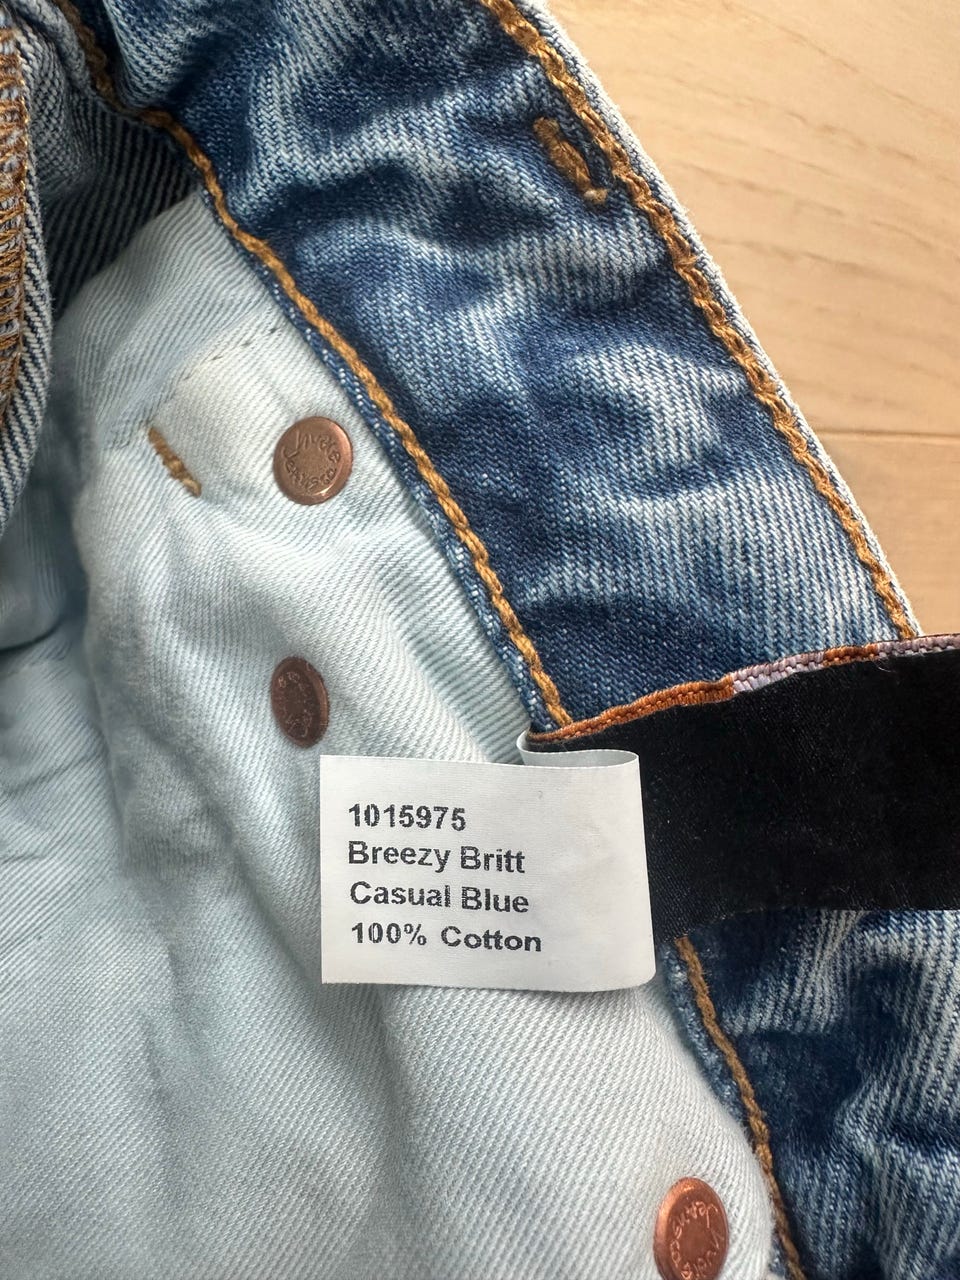 1015975
Breezy Britt
Casual Blue
100% Cotton